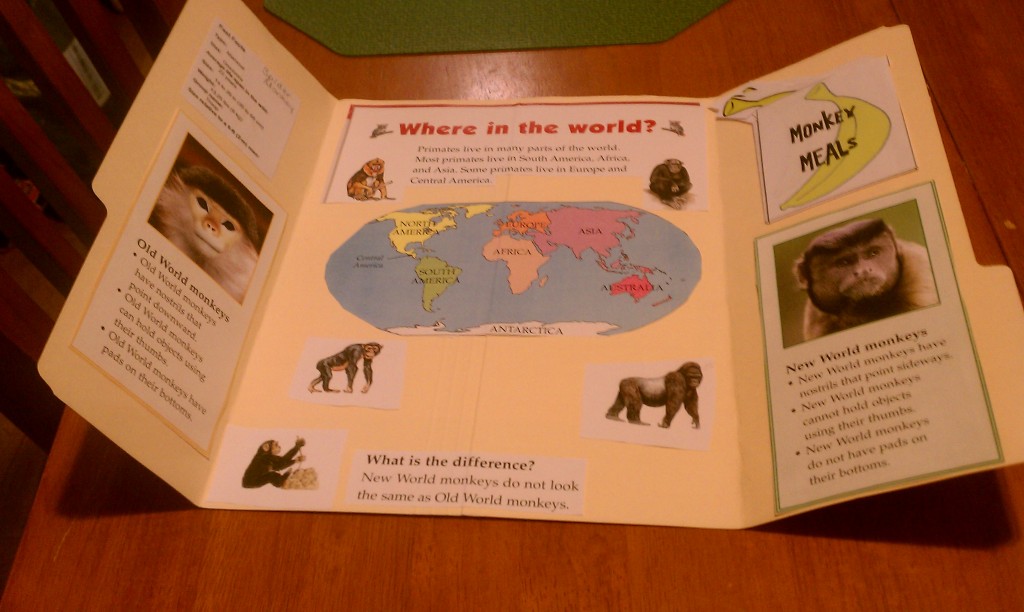 Old World monkeys
• Old World monkeys
have nostrils that
point downward.
• Old World monkeys
can hold objects using
their thumbs.
• Old World monkeys have
pads on their bottoms.
Where in the world?
Primates live in many parts of the world.
Most primates live in South America, Africa,
and Asia. Some primates live in Europe and
Central America.
NORTH
AMERICA
EUROPE
ASIA
AFRICA
Central
America
SOUTH
AMERICA
AUSTRALIA
ANTARCTICA
What is the difference?
New World monkeys do not look
the same as Old World monkeys.
MONKEY
MEALS
New World monkeys
• New World monkeys have
nostrils that point sideways.
• New World monkeys
cannot hold objects
using their thumbs.
• New World monkeys
do not have pads on
their bottoms.